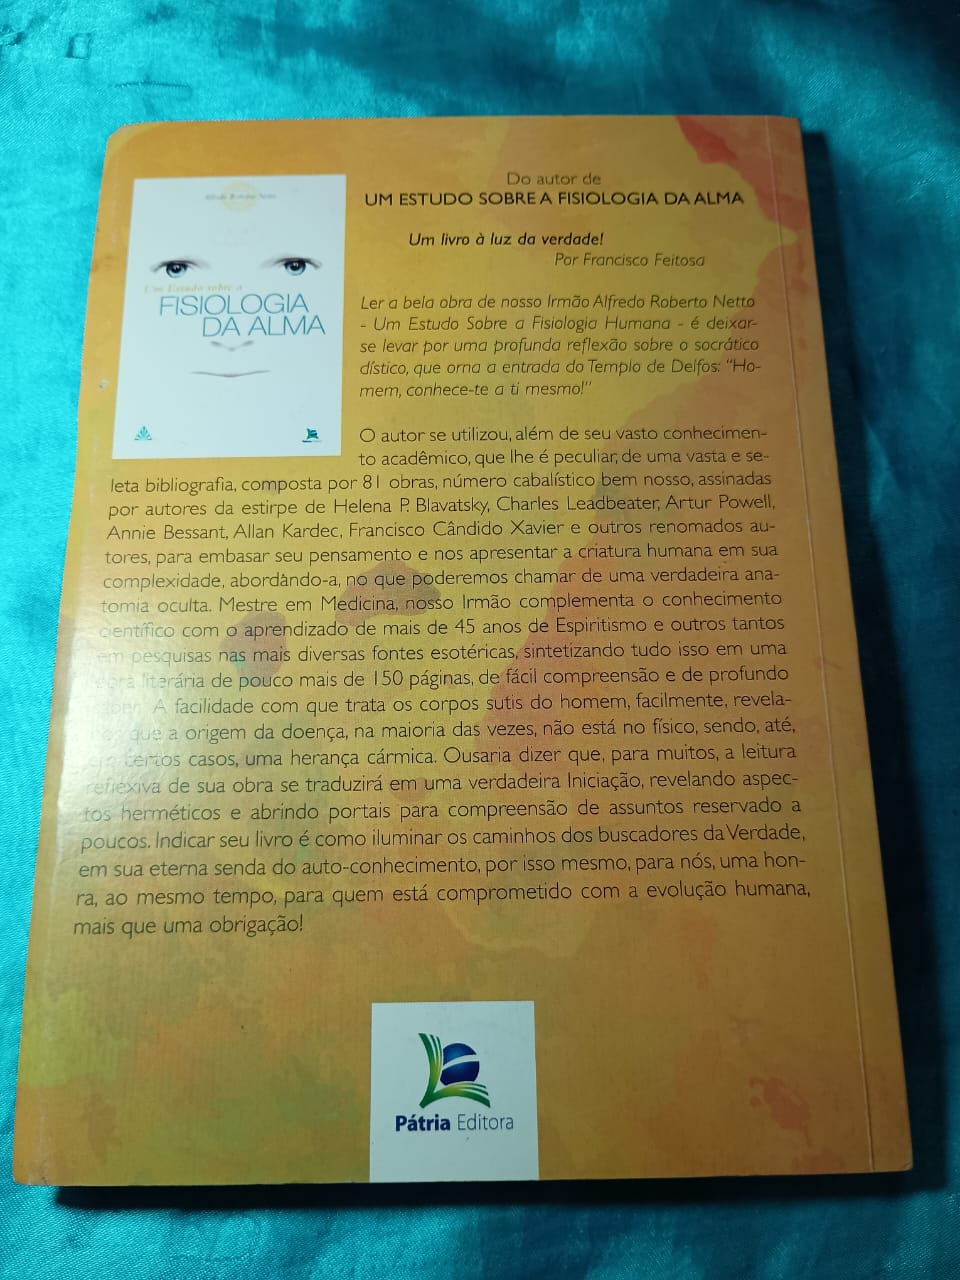 Alfredo Roberto Netto
Um Estudo sobre a
FISIOLOGIA
DA ALMA
Do autor de
UM ESTUDO SOBRE A FISIOLOGIA DA ALMA
Um livro à luz da verdade!
Por Francisco Feitosa
Ler a bela obra de nosso Irmão Alfredo Roberto Netto
- Um Estudo Sobre a Fisiologia Humana - é deixar-
se levar por uma profunda reflexão sobre o socrático
dístico, que orna a entrada do Templo de Delfos: "Ho-
mem, conhece-te a ti mesmo!"
O autor se utilizou, além de seu vasto conhecimen-
to acadêmico, que lhe é peculiar, de uma vasta e se-
leta bibliografia, composta por 81 obras, número cabalístico bem nosso, assinadas
por autores da estirpe de Helena P. Blavatsky, Charles Leadbeater, Artur Powell,
Annie Bessant, Allan Kardec, Francisco Cândido Xavier e outros renomados au-
tores, para embasar seu pensamento e nos apresentar a criatura humana em sua
complexidade, abordando-a, no que poderemos chamar de uma verdadeira ana-
tomia oculta. Mestre em Medicina, nosso Irmão complementa o conhecimento
científico com o aprendizado de mais de 45 anos de Espiritismo e outros tantos
em pesquisas nas mais diversas fontes esotéricas, sintetizando tudo isso em uma
obra literária de pouco mais de 150 páginas, de fácil compreensão e de profundo
saber. A facilidade com que trata os corpos sutis do homem, facilmente, revela-
que a origem da doença, na maioria das vezes, não está no físico, sendo, até,
certos casos, uma herança cármica. Ousaria dizer que, para muitos, a leitura
reflexiva de sua obra se traduzirá em uma verdadeira Iniciação, revelando aspec-
tos herméticos e abrindo portais para compreensão de assuntos reservado a
poucos. Indicar seu livro é como iluminar os caminhos dos buscadores da Verdade,
em sua eterna senda do auto-conhecimento, por isso mesmo, para nós, uma hon-
ra, ao mesmo tempo, para quem está comprometido com a evolução humana,
mais que uma obrigação!
Pátria Editora